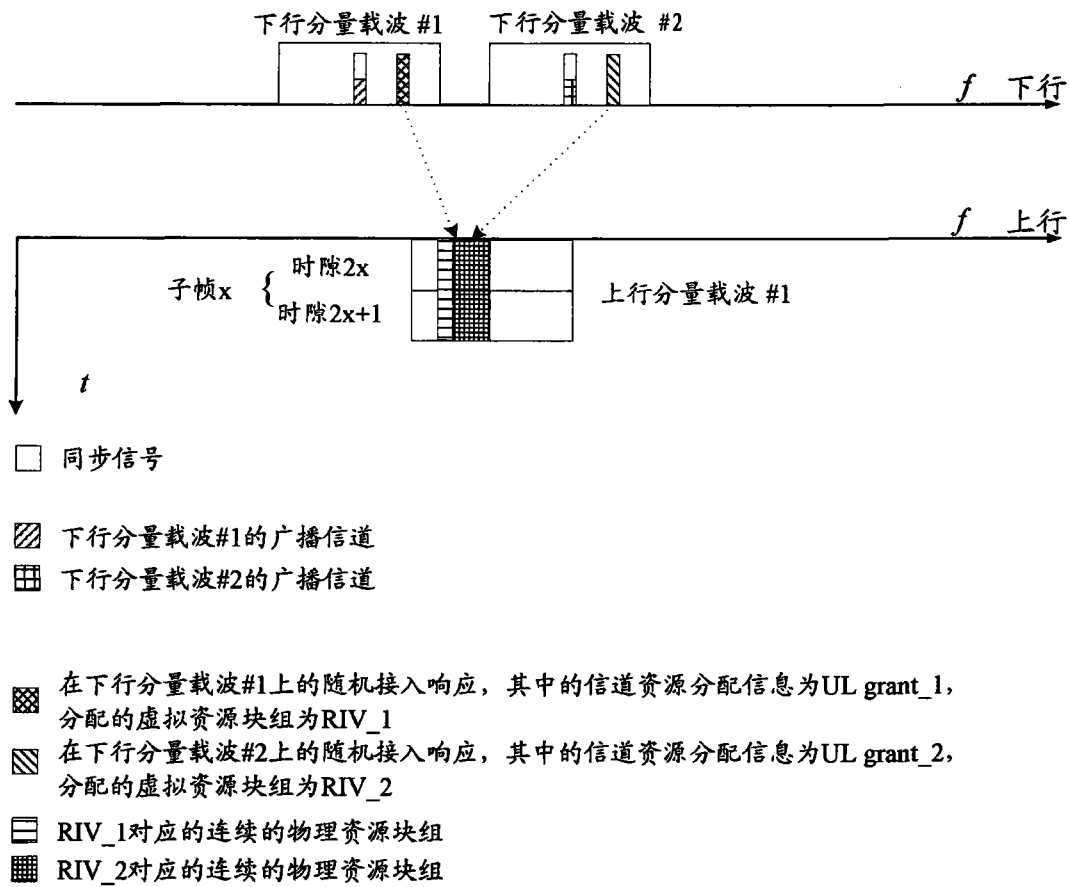 下行分量载波 #1
下行分量载波 #2
f 下行
f 上行
子帧x
时隙2x
时隙2x+1
上行分量载波 #1
t
同步信号
下行分量载波#1的广播信道
下行分量载波#2的广播信道
在下行分量载波#1上的随机接入响应，其中的信道资源分配信息为UL grant_1，
分配的虚拟资源块组为RIV_1
在下行分量载波#2上的随机接入响应，其中的信道资源分配信息为UL grant_2，
分配的虚拟资源块组为RIV_2
RIV_1对应的连续的物理资源块组
RIV_2对应的连续的物理资源块组